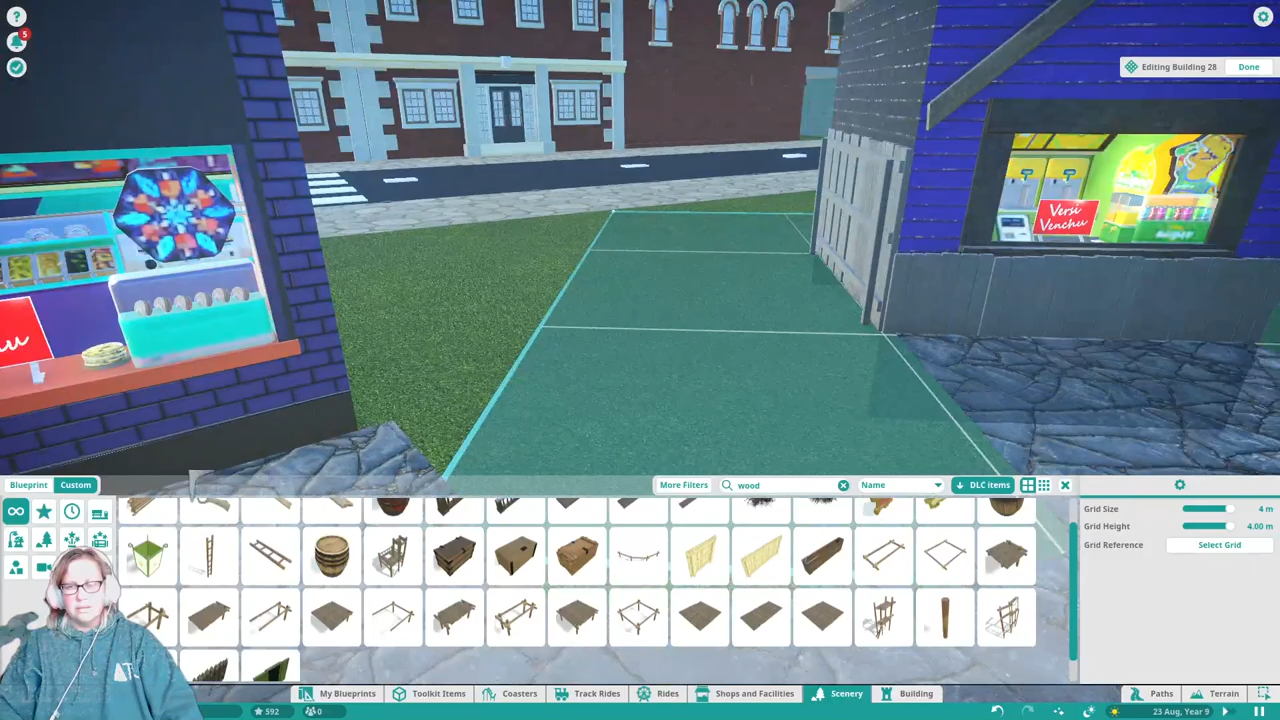 ?
5
Editing Building 28
Done
Versu
Venchu
Blueprint
Custom
More Filters
wood
Name
DLC items
Grid Size
4 m
Grid Height
4.00 m
Grid Reference
Select Grid
My Blueprints
Toolkit Items
Coasters
Track Rides
Rides
Shops and Facilities
Scenery
Building
Paths
Terrain
592
0
23 Aug, Year 9